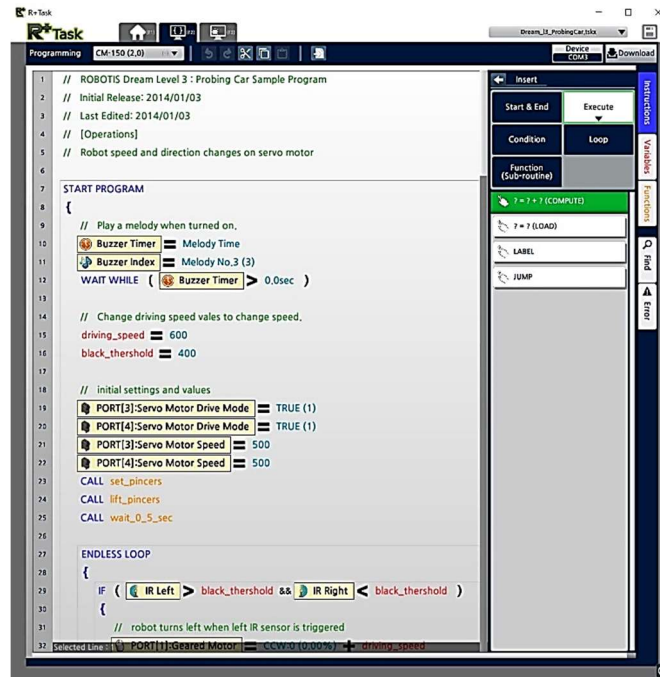 R+Task
R+Task
Dream_l3_ProbingCar.tskx
Programming
CM-150 (2.0)
Device
COM3
Download
1 // ROBOTIS Dream Level 3 : Probing Car Sample Program
2 // Initial Release: 2014/01/03
3 // Last Edited: 2014/01/03
4 // [Operations]
5 // Robot speed and direction changes on servo motor
6
7 START PROGRAM
8 {
9 // Play a melody when turned on.
10 Buzzer Timer = Melody Time
11 Buzzer Index = Melody No.3 (3)
12 WAIT WHILE ( Buzzer Timer > 0.0sec )
13
14 // Change driving speed vales to change speed.
15 driving_speed = 600
16 black_thershold = 400
17
18 // initial settings and values
19 PORT[3]:Servo Motor Drive Mode = TRUE (1)
20 PORT[4]:Servo Motor Drive Mode = TRUE (1)
21 PORT[3]:Servo Motor Speed = 500
22 PORT[4]:Servo Motor Speed = 500
23 CALL set_pincers
24 CALL lift_pincers
25 CALL wait_0_5_sec
26
27 ENDLESS LOOP
28 {
29 IF ( IR Left > black_thershold && IR Right < black_thershold )
30 {
31 // robot turns left when left IR sensor is triggered
32 PORT[1]:Geared Motor = CCW:0 (0.00%) + driving_speed
Selected Line : 1
Insert
Start & End
Execute
Condition
Loop
Function
(Sub-routine)
? = ? + ? (COMPUTE)
? = ? (LOAD)
LABEL
JUMP
Instructions
Variables
Functions
Find
Error